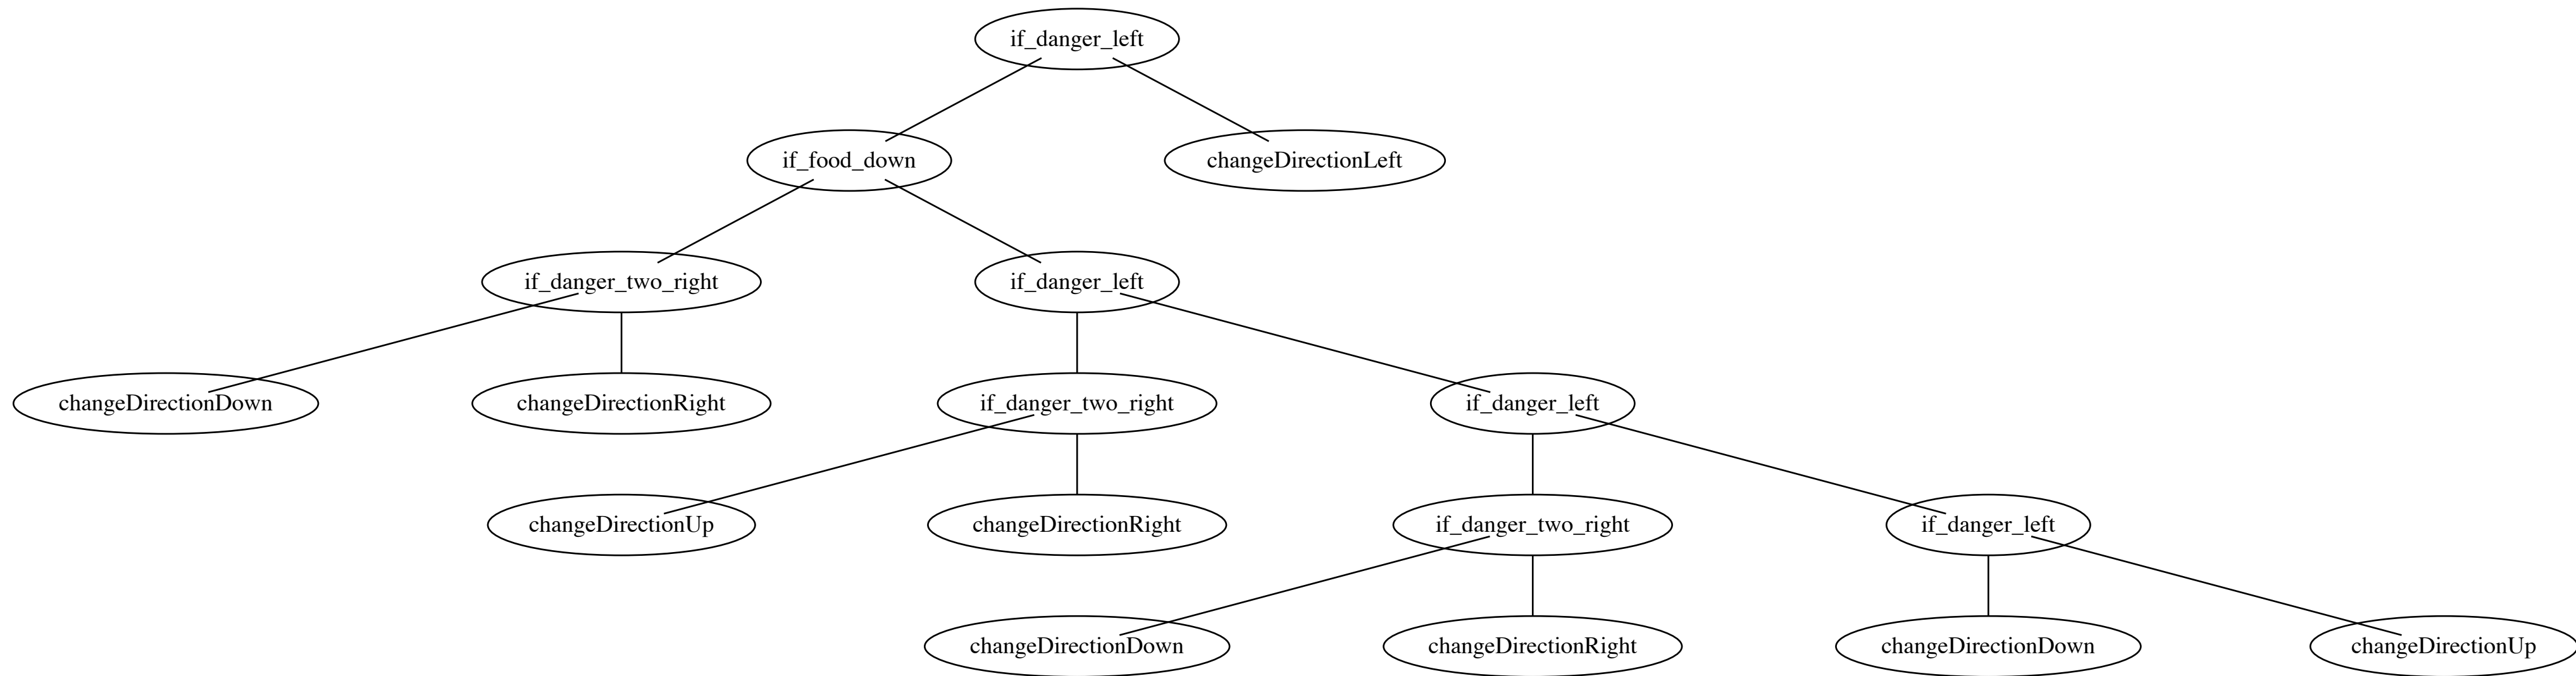 if_danger_left
if_food_down
changeDirectionLeft
if_danger_two_right
if_danger_left
changeDirectionDown
changeDirectionRight
if_danger_two_right
if_danger_left
changeDirectionUp
changeDirectionRight
if_danger_two_right
if_danger_left
changeDirectionDown
changeDirectionRight
changeDirectionDown
changeDirectionUp